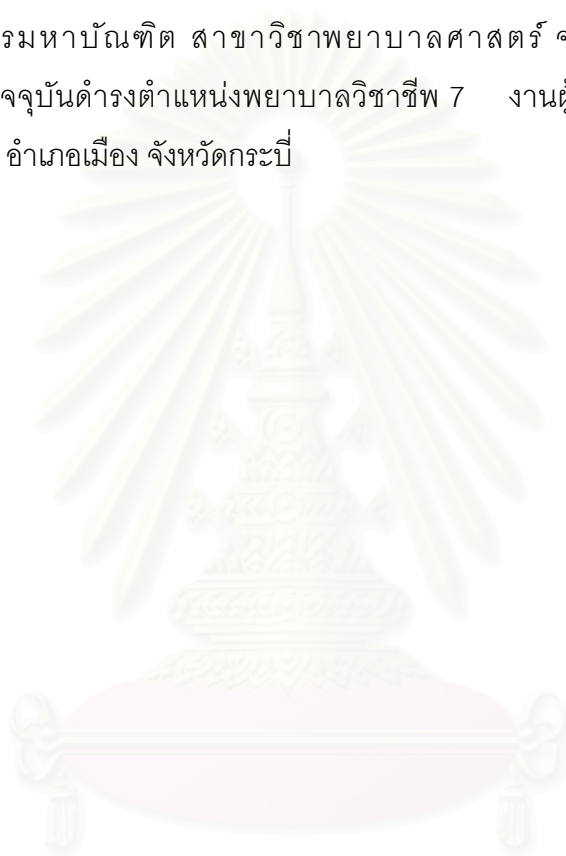 รมหาบัณฑิต สาขาวิชาพยาบาลศาสตร์ จ
จจุบันดำรงตำแหน่งพยาบาลวิชาชีพ 7 งานผู้
อำเภอเมือง จังหวัดกระบี่